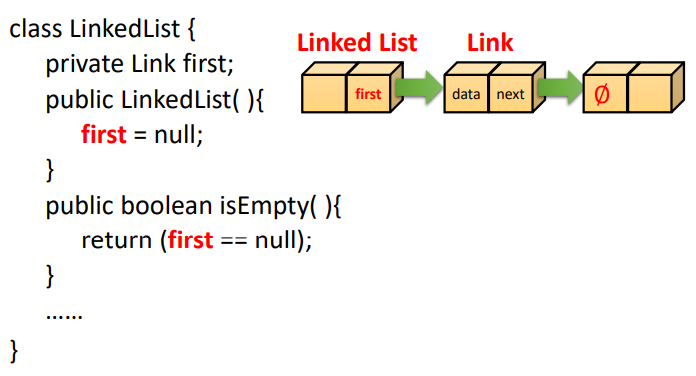 class LinkedList {
private Link first;
public LinkedList( ){
first = null;
}
public boolean isEmpty( ){
return (first == null);
}
......
}
Linked List
Link
first
data
next
Ø